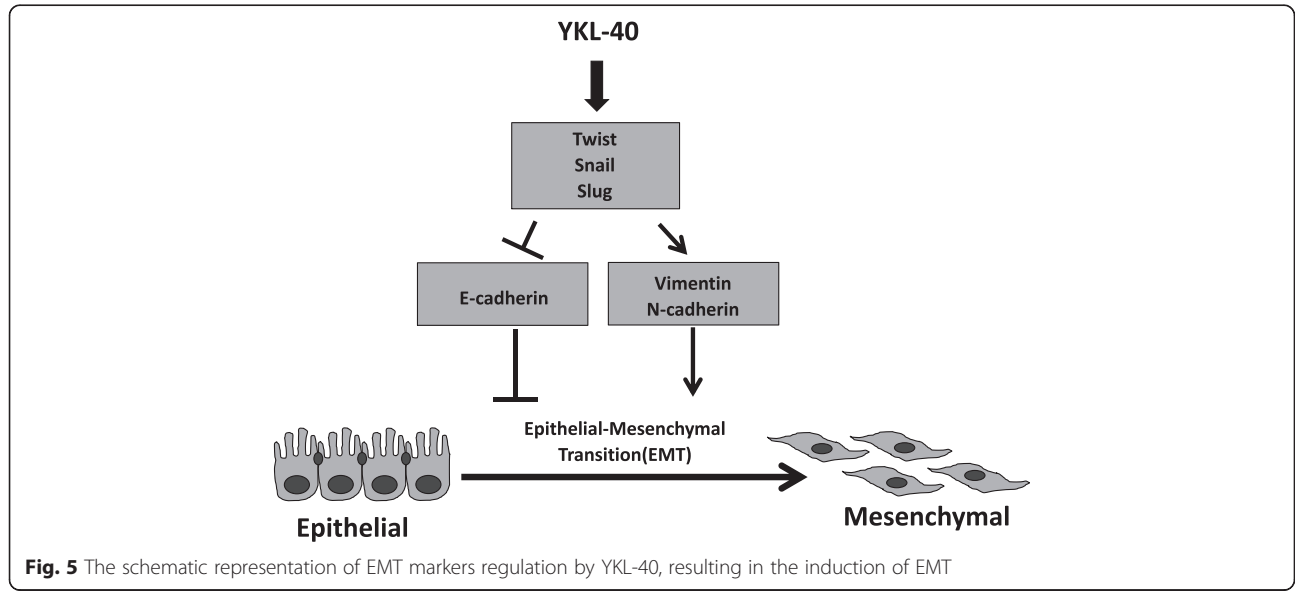 YKL-40
Twist
Snail
Slug
E-cadherin
Vimentin
N-cadherin
Epithelial-Mesenchymal
Transition(EMT)
Epithelial
Mesenchymal
Fig. 5 The schematic representation of EMT markers regulation by YKL-40, resulting in the induction of EMT